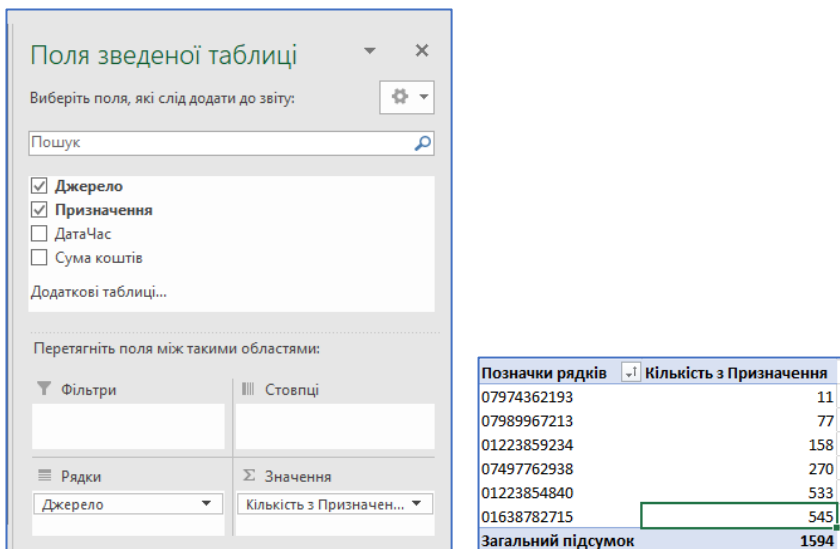 Поля зведеної таблиці
Виберіть поля, які слід додати до звіту:
Пошук
Джерело
Призначення
ДатаЧас
Сума коштів
Додаткові таблиці...
Перетягніть поля між такими областями:
Фільтри
Стовпці
Рядки
Σ Значення
Джерело
Кількість з Призначен...
Позначки рядків Кількість з Призначення
07974362193 11
07989967213 77
01223859234 158
07497762938 270
01223854840 533
01638782715 545
Загальний підсумок 1594